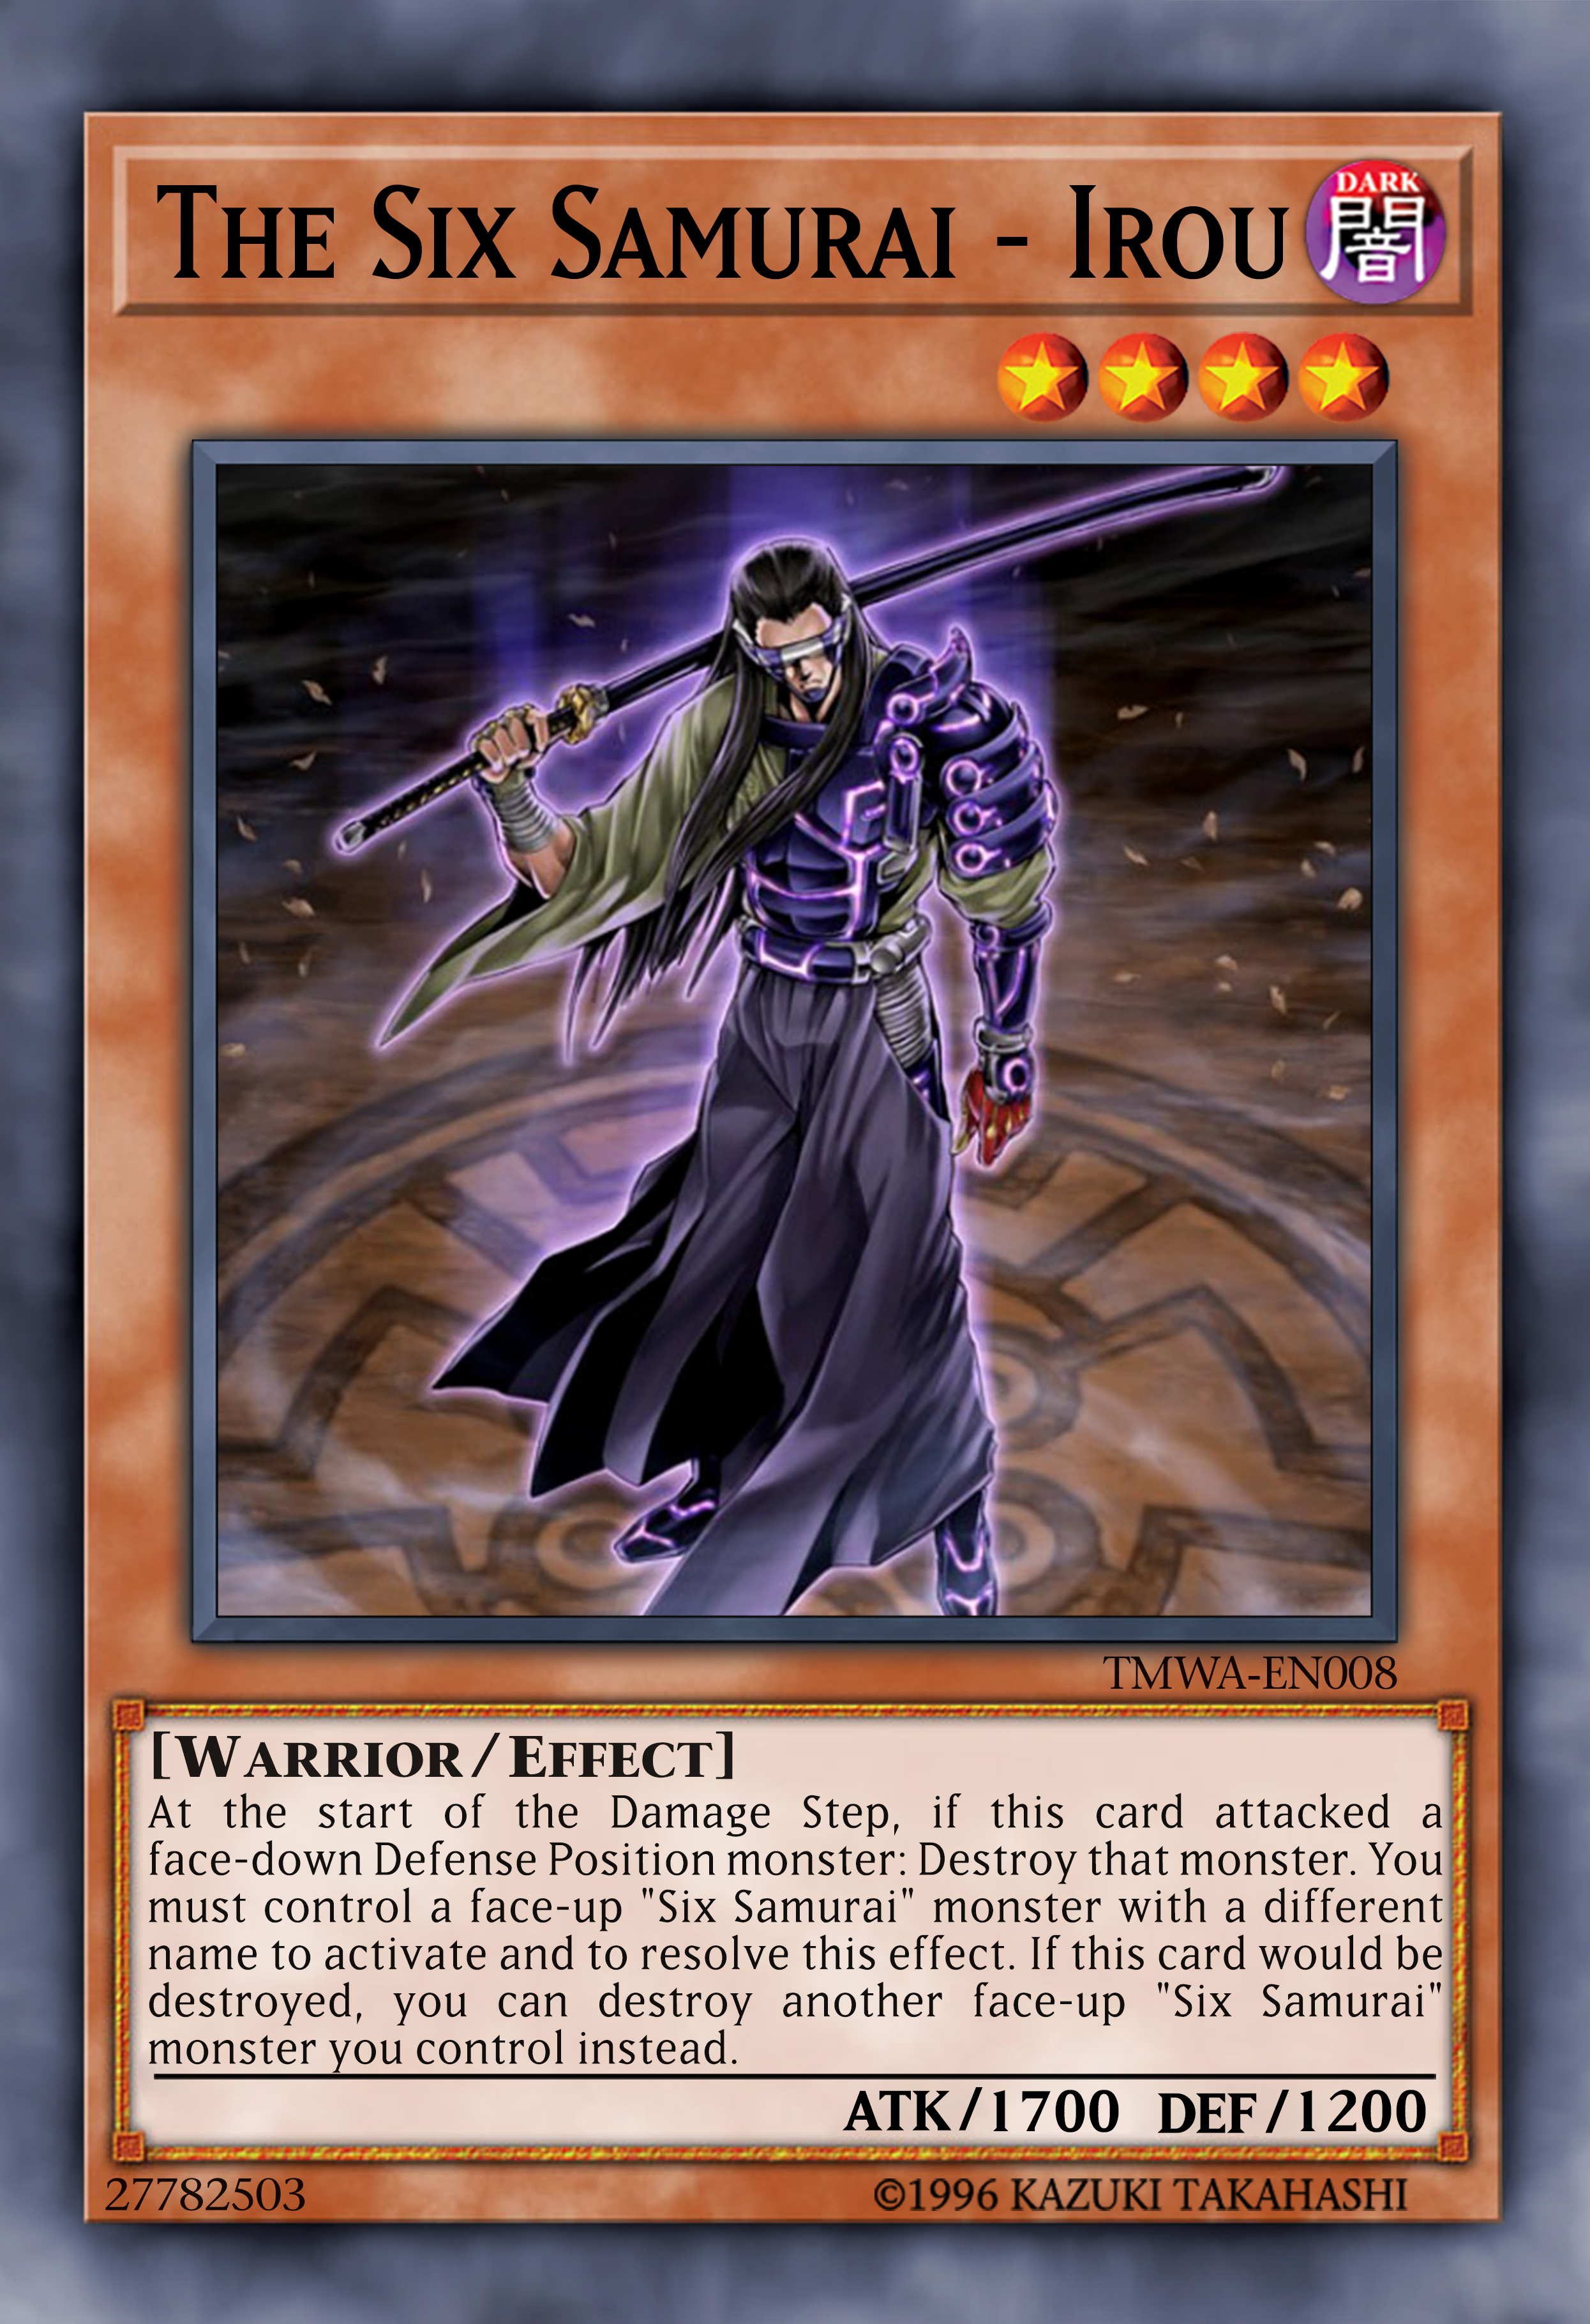 The Six Samurai - Irou
DARK
闇
TMWA-EN008
[Warrior/Effect]
At the start of the Damage Step, if this card attacked a
face-down Defense Position monster: Destroy that monster. You
must control a face-up "Six Samurai" monster with a different
name to activate and to resolve this effect. If this card would be
destroyed, you can destroy another face-up "Six Samurai"
monster you control instead.
ATK/1700 DEF/1200
27782503 ©1996 KAZUKI TAKAHASHI